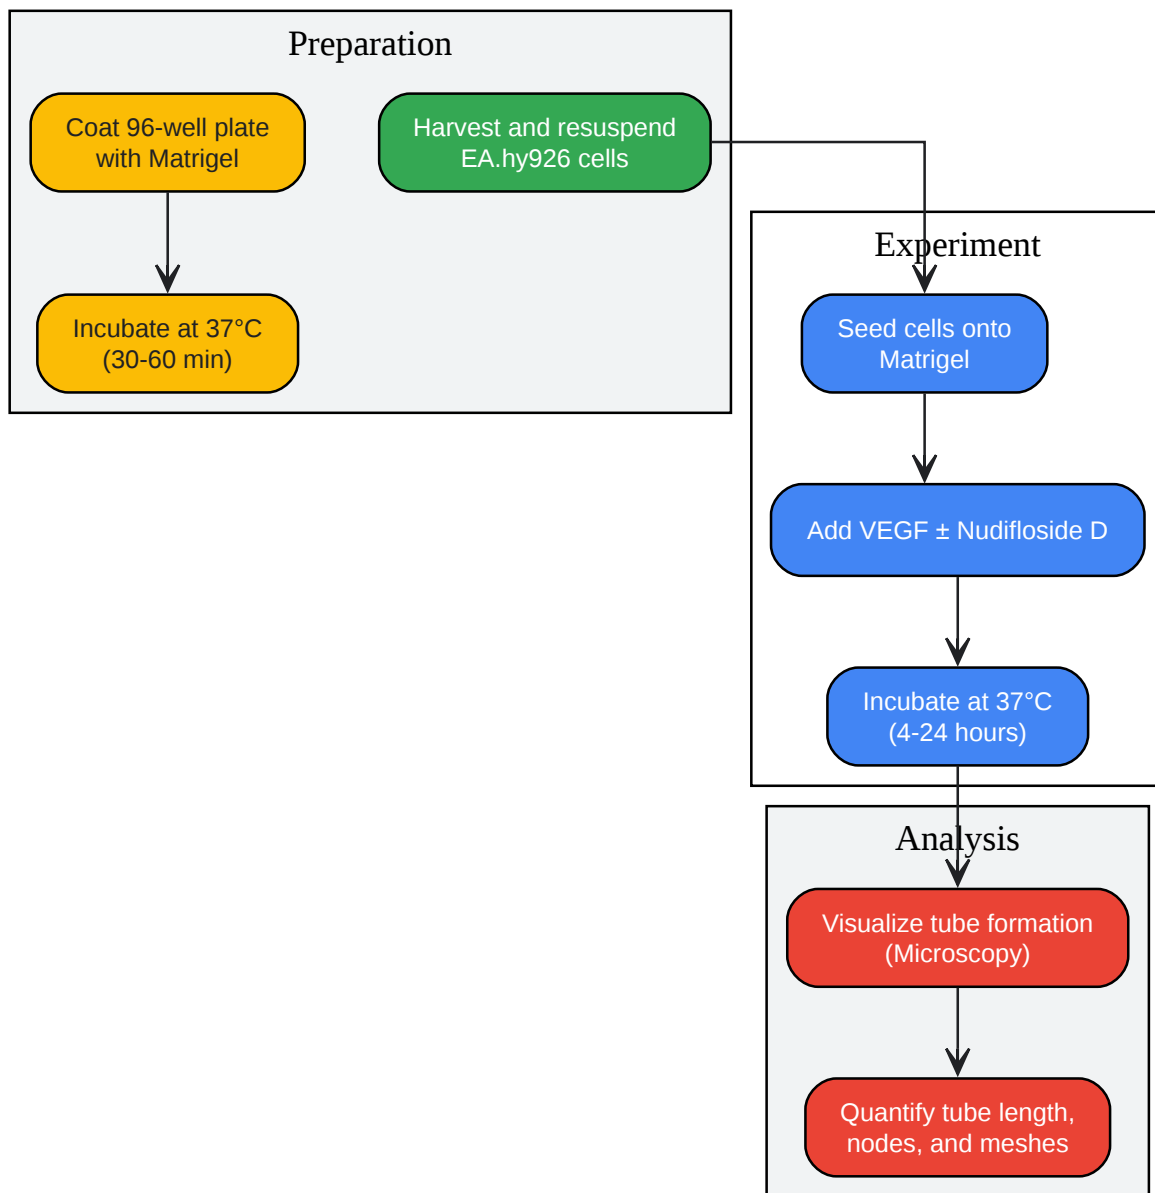 Preparation
Coat 96-well plate
with Matrigel
Harvest and resuspend
EA.hy926 cells
Incubate at 37°C
(30-60 min)
Experiment
Seed cells onto
Matrigel
Add VEGF ± Nudifloside D
Incubate at 37°C
(4-24 hours)
Analysis
Visualize tube formation
(Microscopy)
Quantify tube length,
nodes, and meshes